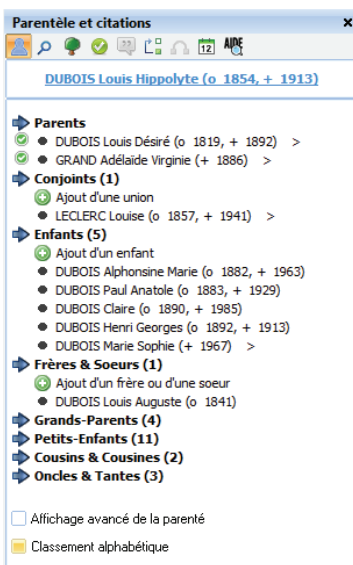 Parentèle et citations x
12 AIDE
DUBOIS Louis Hippolyte (o 1854, + 1913)
Parents
DUBOIS Louis Désiré (o 1819, + 1892) >
GRAND Adélaïde Virginie (+ 1886) >
Conjoints (1)
Ajout d'une union
LECLERC Louise (o 1857, + 1941) >
Enfants (5)
Ajout d'un enfant
DUBOIS Alphonsine Marie (o 1882, + 1963)
DUBOIS Paul Anatole (o 1883, + 1929)
DUBOIS Claire (o 1890, + 1985)
DUBOIS Henri Georges (o 1892, + 1913)
DUBOIS Marie Sophie (+ 1967) >
Frères & Soeurs (1)
Ajout d'un frère ou d'une soeur
DUBOIS Louis Auguste (o 1841)
Grands-Parents (4)
Petits-Enfants (11)
Cousins & Cousines (2)
Oncles & Tantes (3)
Affichage avancé de la parenté
Classement alphabétique